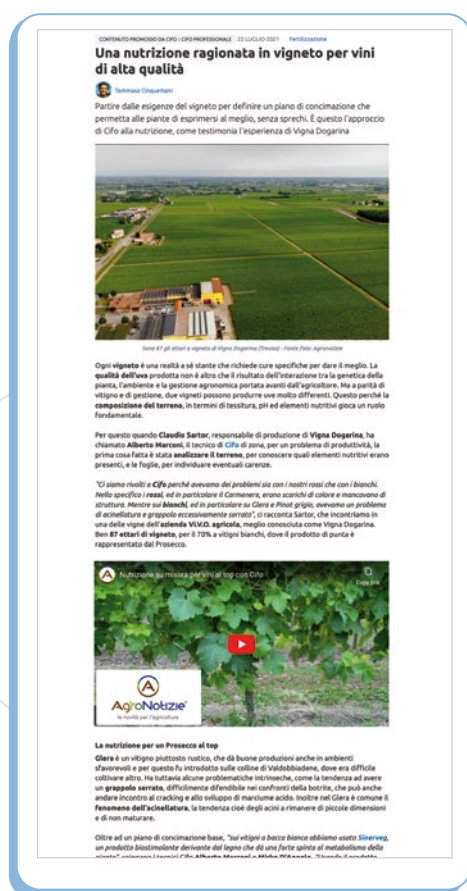 CONTENUTO PROMOSSO DA CIFO | CIFO PROFESSIONALE 22 LUGLIO 2021 Fertilizzazione
Una nutrizione ragionata in vigneto per vini
di alta qualità
Tommaso Cinquemani
Partire dalle esigenze del vigneto per definire un piano di concimazione che
permetta alle piante di esprimersi al meglio, senza sprechi. È questo l'approccio
di Cifo alla nutrizione, come testimonia l'esperienza di Vigna Dogarina
Sono 87 gli ettari a vigneto di Vigna Dogarina (Treviso) - Fonte foto: Agronotizie
Ogni vigneto è una realtà a sé stante che richiede cure specifiche per dare il meglio. La
qualità dell'uva prodotta non è altro che il risultato dell'interazione tra la genetica della
pianta, l'ambiente e la gestione agronomica portata avanti dall'agricoltore. Ma a parità di
vitigno e di gestione, due vigneti possono produrre uve molto differenti. Questo perché la
composizione del terreno, in termini di tessitura, pH ed elementi nutritivi gioca un ruolo
fondamentale.
Per questo quando Claudio Sartor, responsabile di produzione di Vigna Dogarina, ha
chiamato Alberto Marconi, il tecnico di Cifo di zona, per un problema di produttività, la
prima cosa fatta è stata analizzare il terreno, per conoscere quali elementi nutritivi erano
presenti, e le foglie, per individuare eventuali carenze.
"Ci siamo rivolti a Cifo perché avevamo dei problemi sia con i nostri rossi che con i bianchi.
Nello specifico i rossi, ed in particolare il Carmenere, erano scarichi di colore e mancavano di
struttura. Mentre sui bianchi, ed in particolare su Glera e Pinot grigio, avevamo un problema
di acinellatura e grappolo eccessivamente serrato", ci racconta Sartor, che incontriamo in
una delle vigne dell'azienda Vi.V.O. agricola, meglio conosciuta come Vigna Dogarina.
Ben 87 ettari di vigneto, per il 70% a vitigni bianchi, dove il prodotto di punta è
rappresentato dal Prosecco.
Nutrizione su misura per vini al top con Cifo
Copy link
AgroNotizie
le novità per l'agricoltura
La nutrizione per un Prosecco al top
Glera è un vitigno piuttosto rustico, che dà buone produzioni anche in ambienti
sfavorevoli e per questo fu introdotto sulle colline di Valdobbiadene, dove era difficile
coltivare altro. Ha tuttavia alcune problematiche intrinseche, come la tendenza ad avere
un grappolo serrato, difficilmente difendibile nei confronti della botrite, che può anche
andare incontro al cracking e allo sviluppo di marciume acido. Inoltre nel Glera è comune il
fenomeno dell'acinellatura, la tendenza cioè degli acini a rimanere di piccole dimensioni
e di non maturare.
Oltre ad un piano di concimazione base, "sui vitigni a bacca bianca abbiamo usato Sinerveg,
un prodotto biostimolante derivante dal legno che dà una forte spinta al metabolismo della